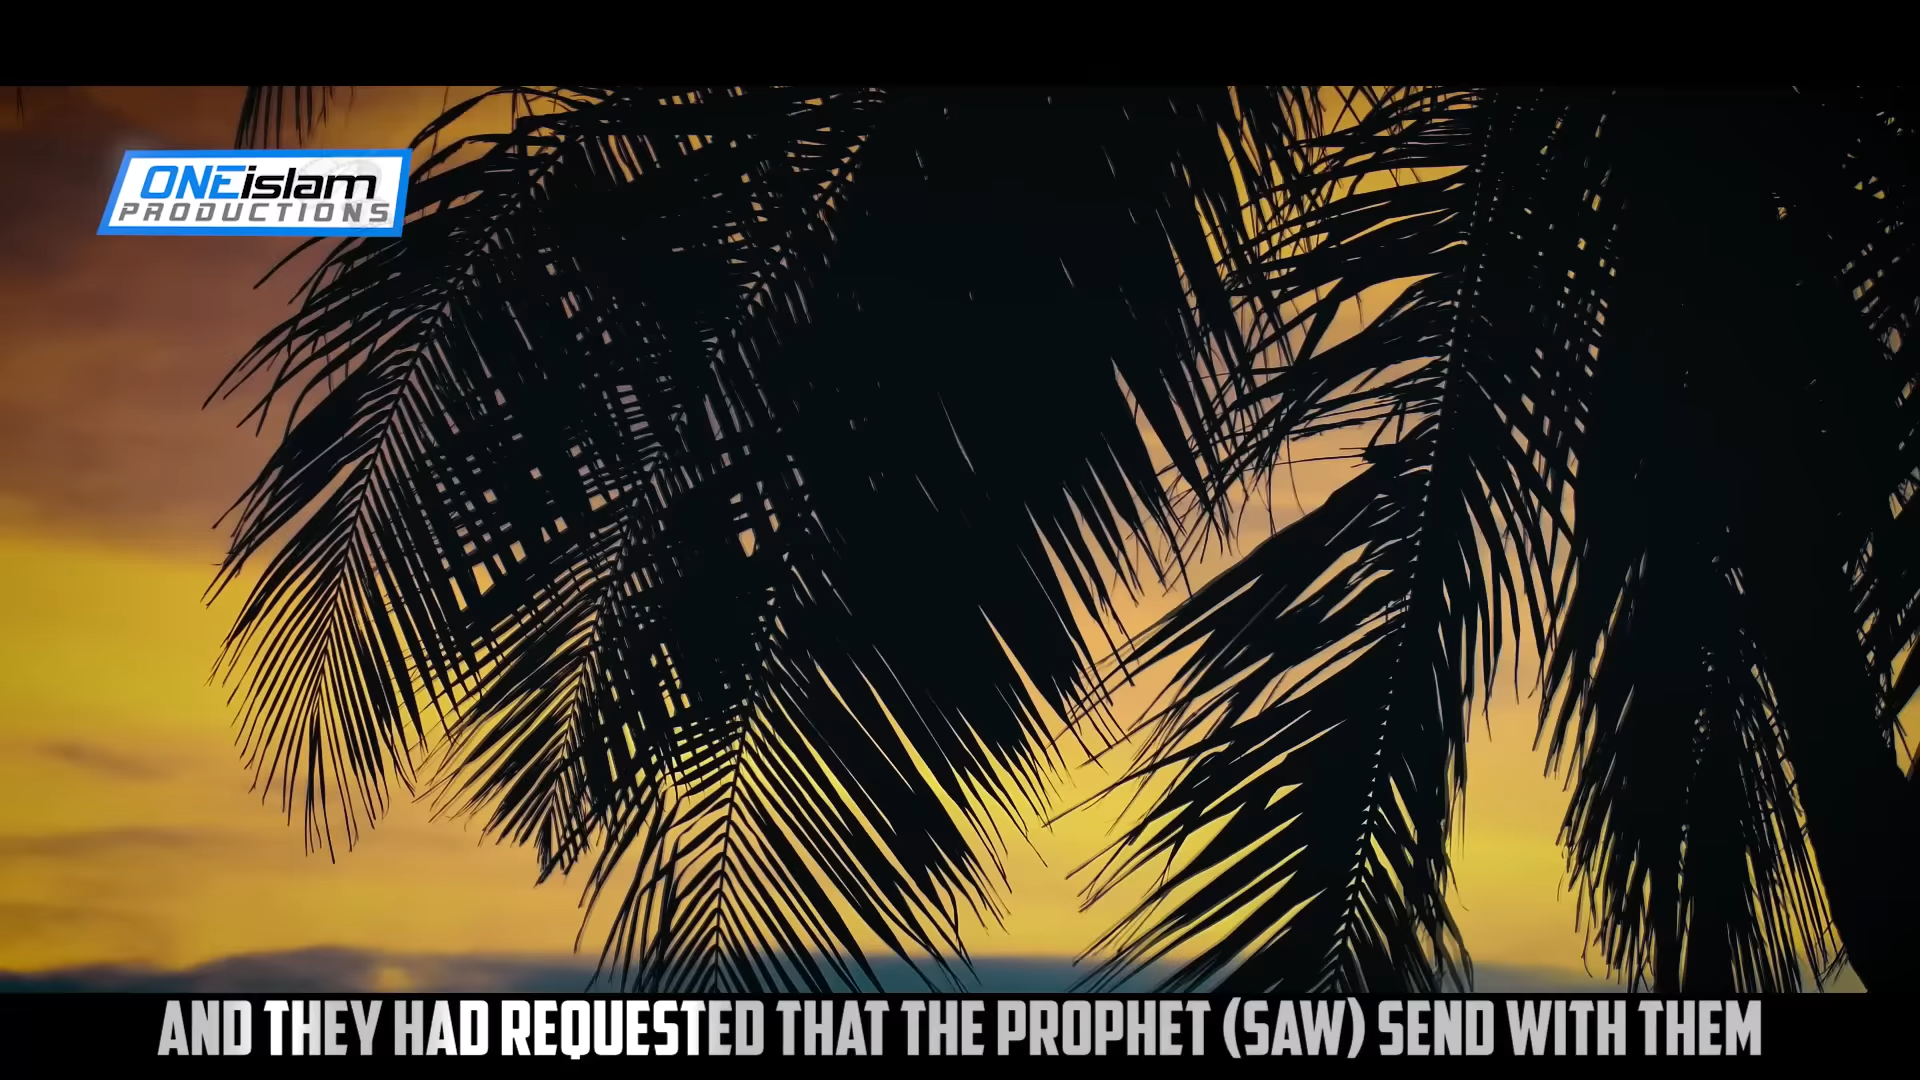 ONEislam
PRODUCTIONS
AND THEY HAD REQUESTED THAT THE PROPHET (SAW) SEND WITH THEM